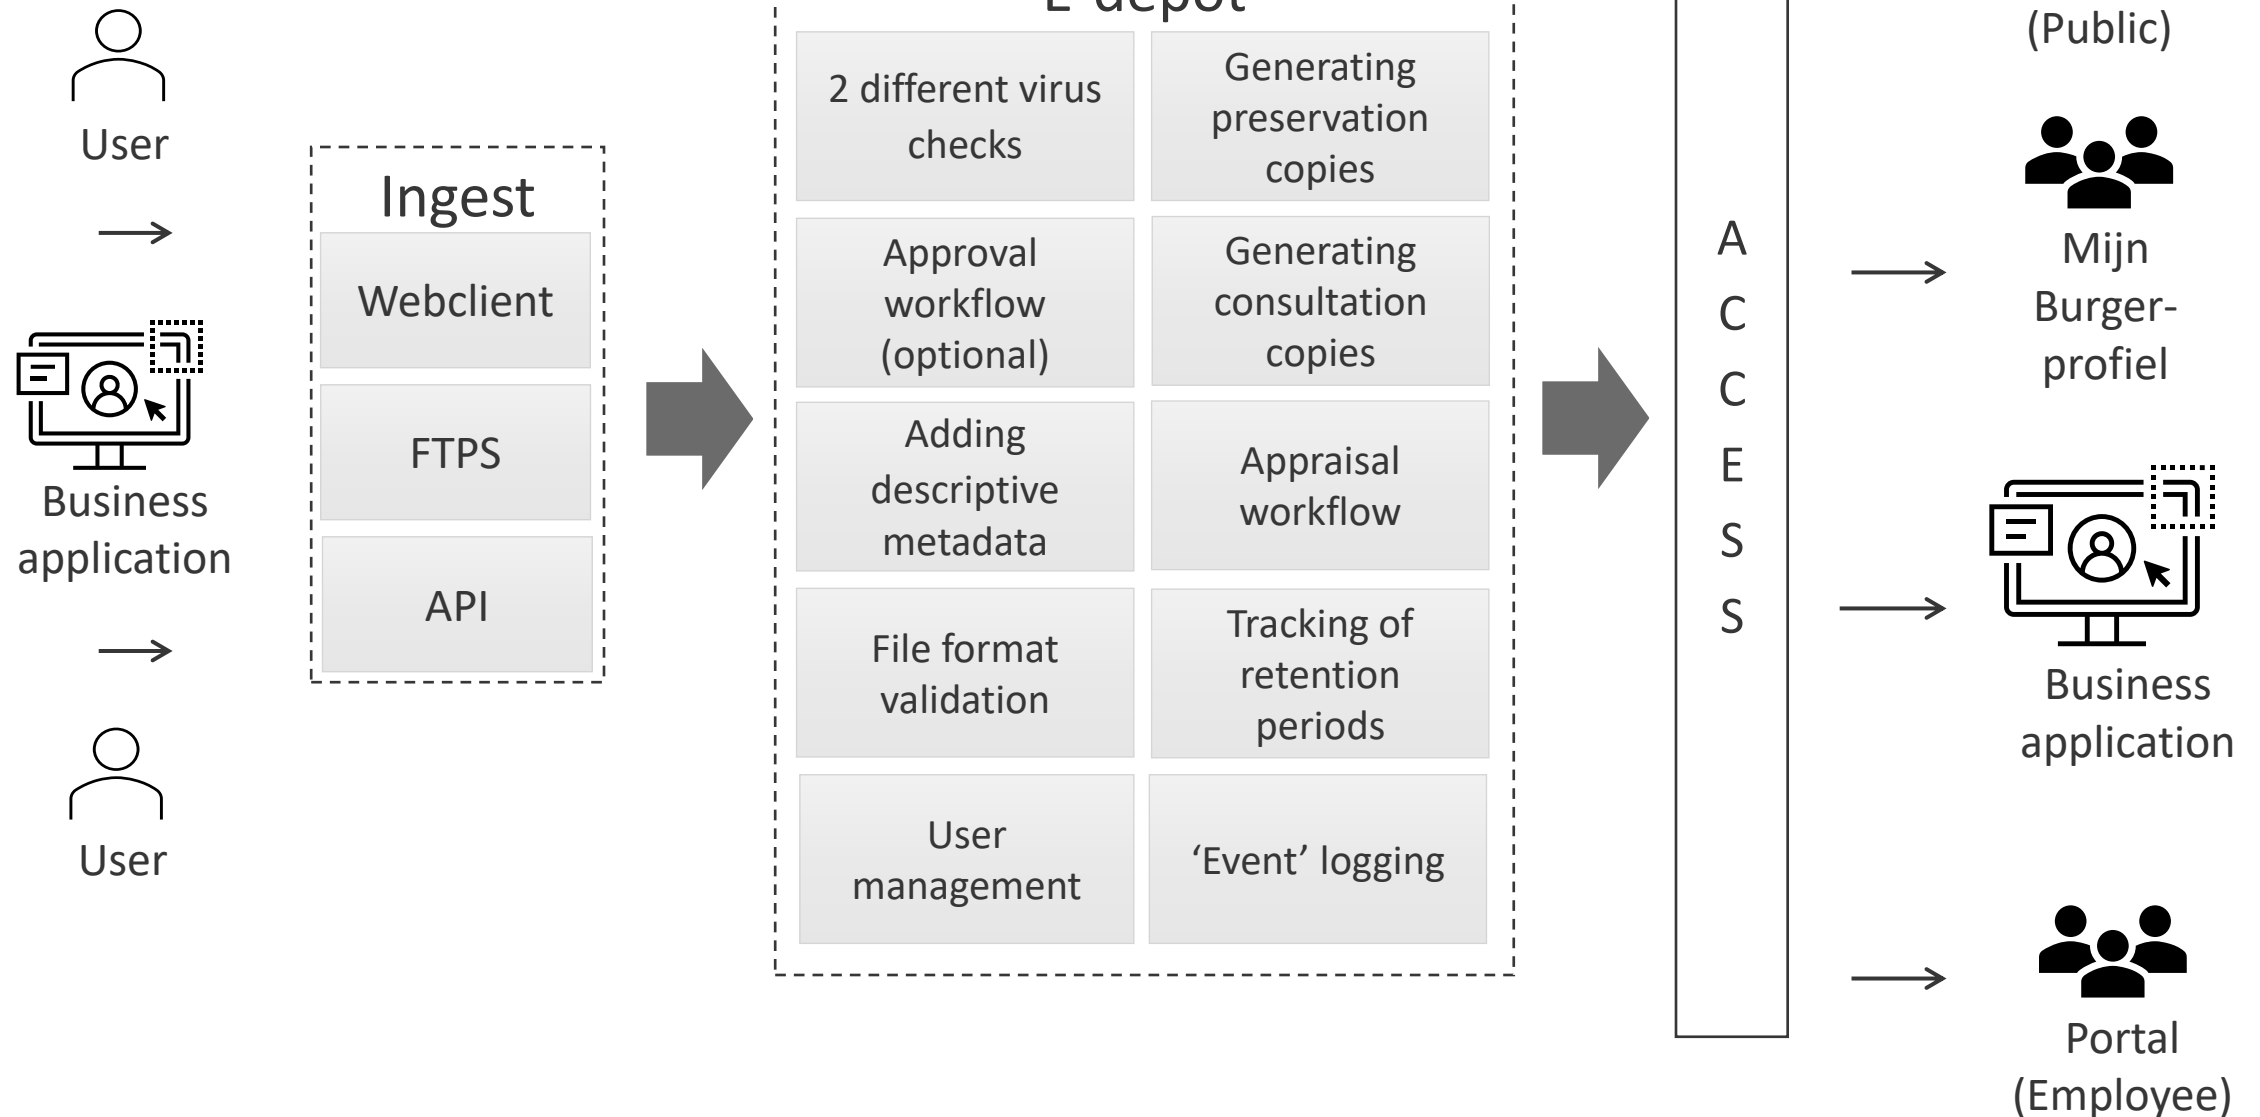 User
Business
application
User
Ingest
Webclient
FTPS
API
E-depot
2 different virus
checks
Generating
preservation
copies
Approval
workflow
(optional)
Generating
consultation
copies
Adding
descriptive
metadata
Appraisal
workflow
File format
validation
Tracking of
retention
periods
User
management
‘Event’ logging
A
C
C
E
S
S
(Public)
Mijn
Burger-
profiel
Business
application
Portal
(Employee)